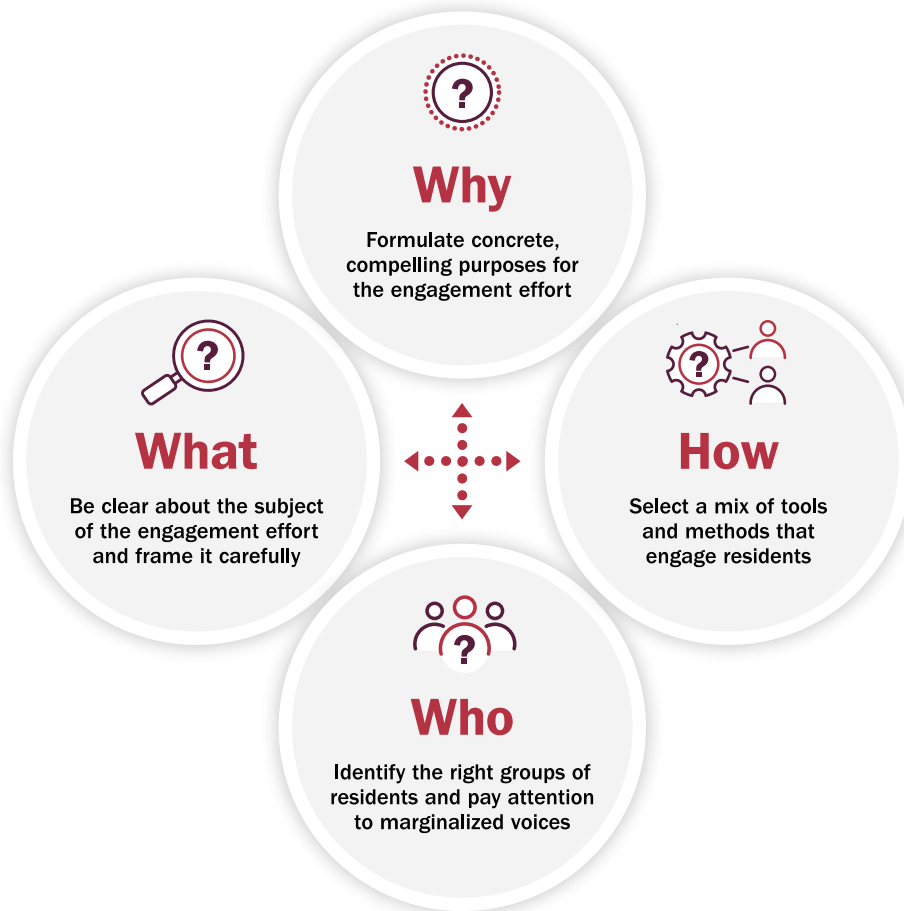 ?
Why
Formulate concrete,
compelling purposes for
the engagement effort
?
What
Be clear about the subject
of the engagement effort
and frame it carefully
?
How
Select a mix of tools
and methods that
engage residents
?
Who
Identify the right groups of
residents and pay attention
to marginalized voices